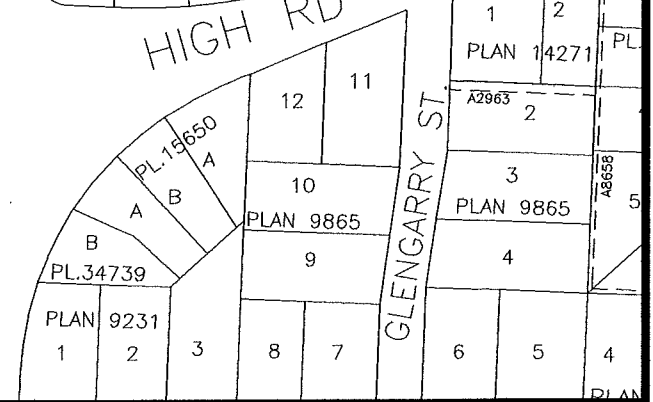 HIGH RD
1
2
PLAN 14271
PL.
12
11
A2963
2
GLENGARRY ST.
PL.15650
A
B
A
B
PL.34739
10
PLAN 9865
9
3
PLAN 9865
4
A8658
5
PLAN 9231
1
2
3
8
7
6
5
4
PLAN